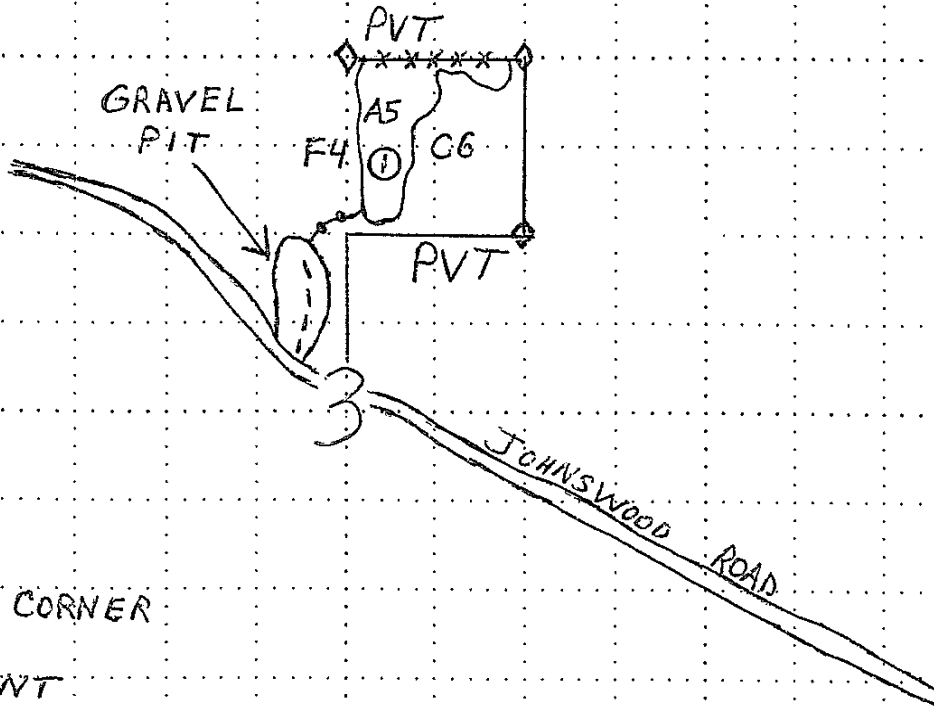 PVT.
GRAVEL
PIT
A5
F4
1
C6
PVT
3
JOHNSWOOD ROAD
CORNER